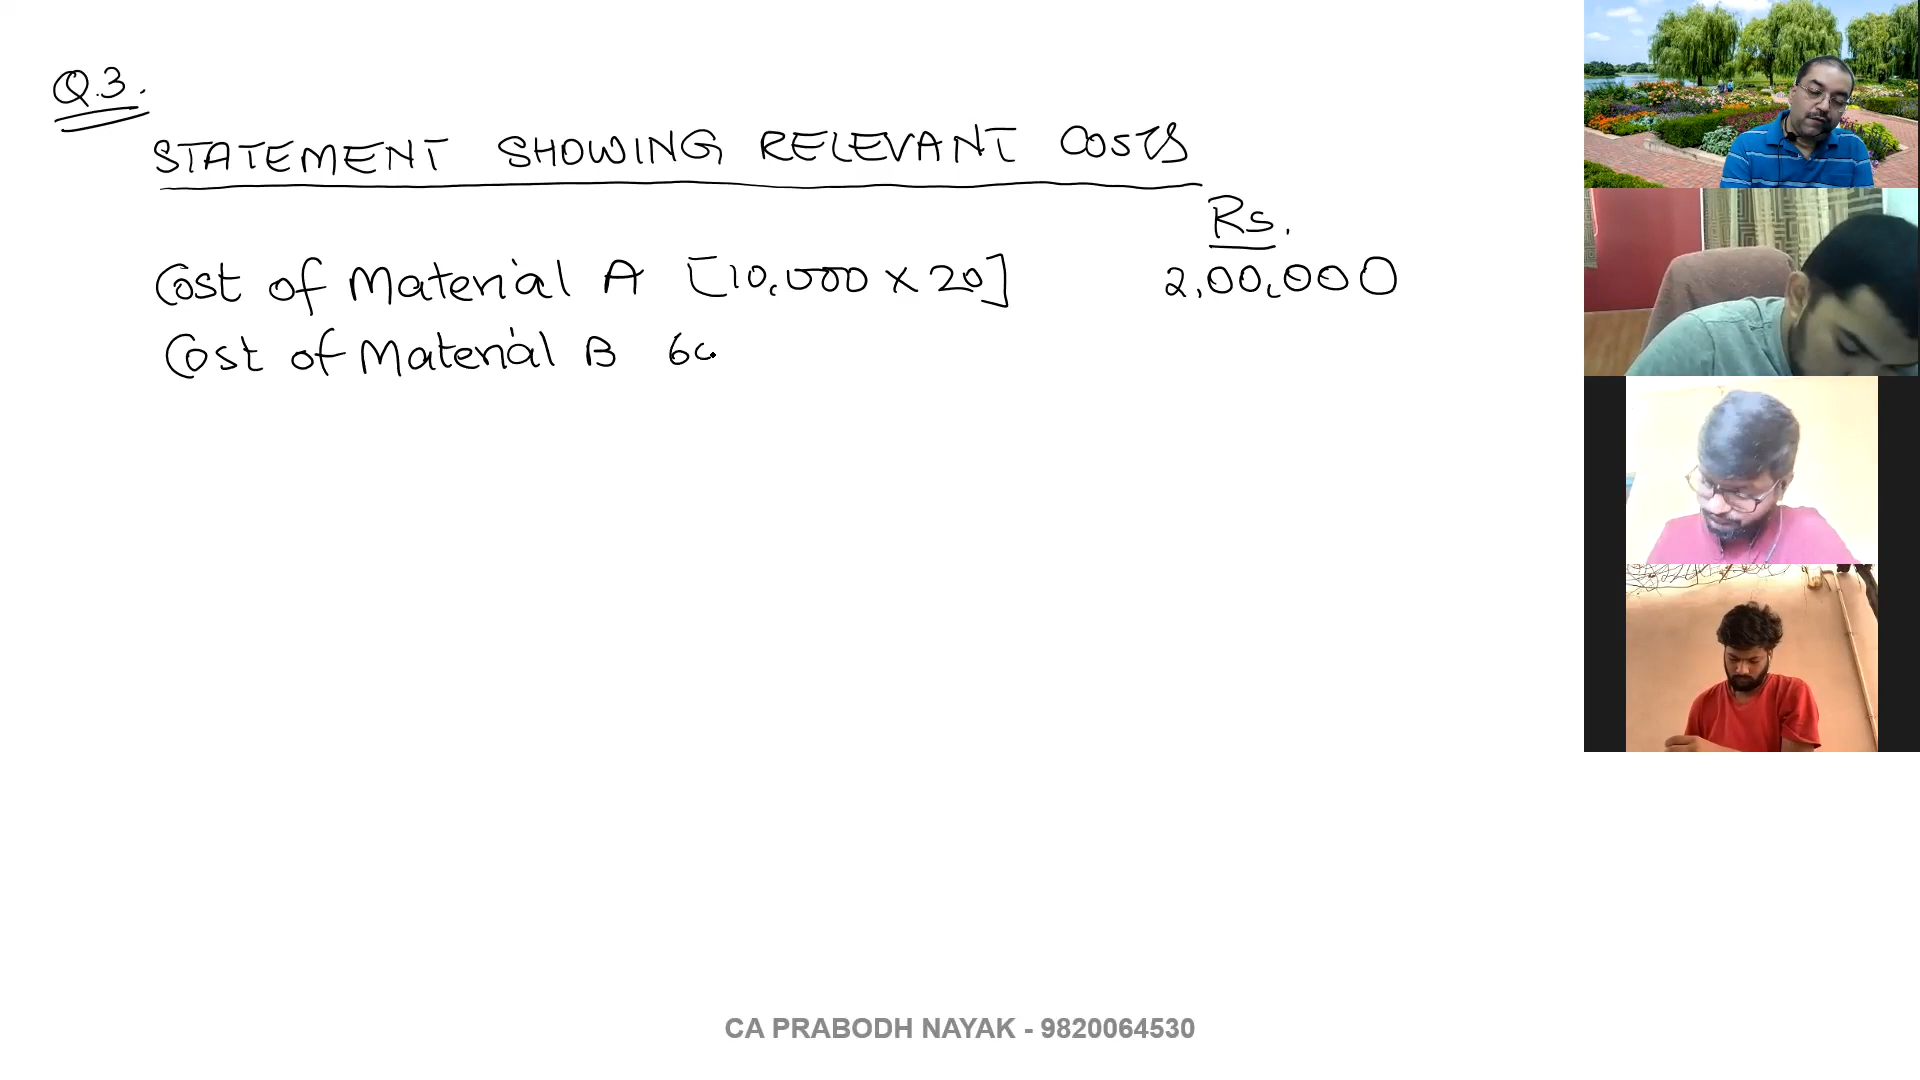 Q.3.
STATEMENT SHOWING RELEVANT COSTS
Rs.
Cost of Material A [10,000 × 20] 2,00,000
Cost of Material B
CA PRABODH NAYAK - 9820064530